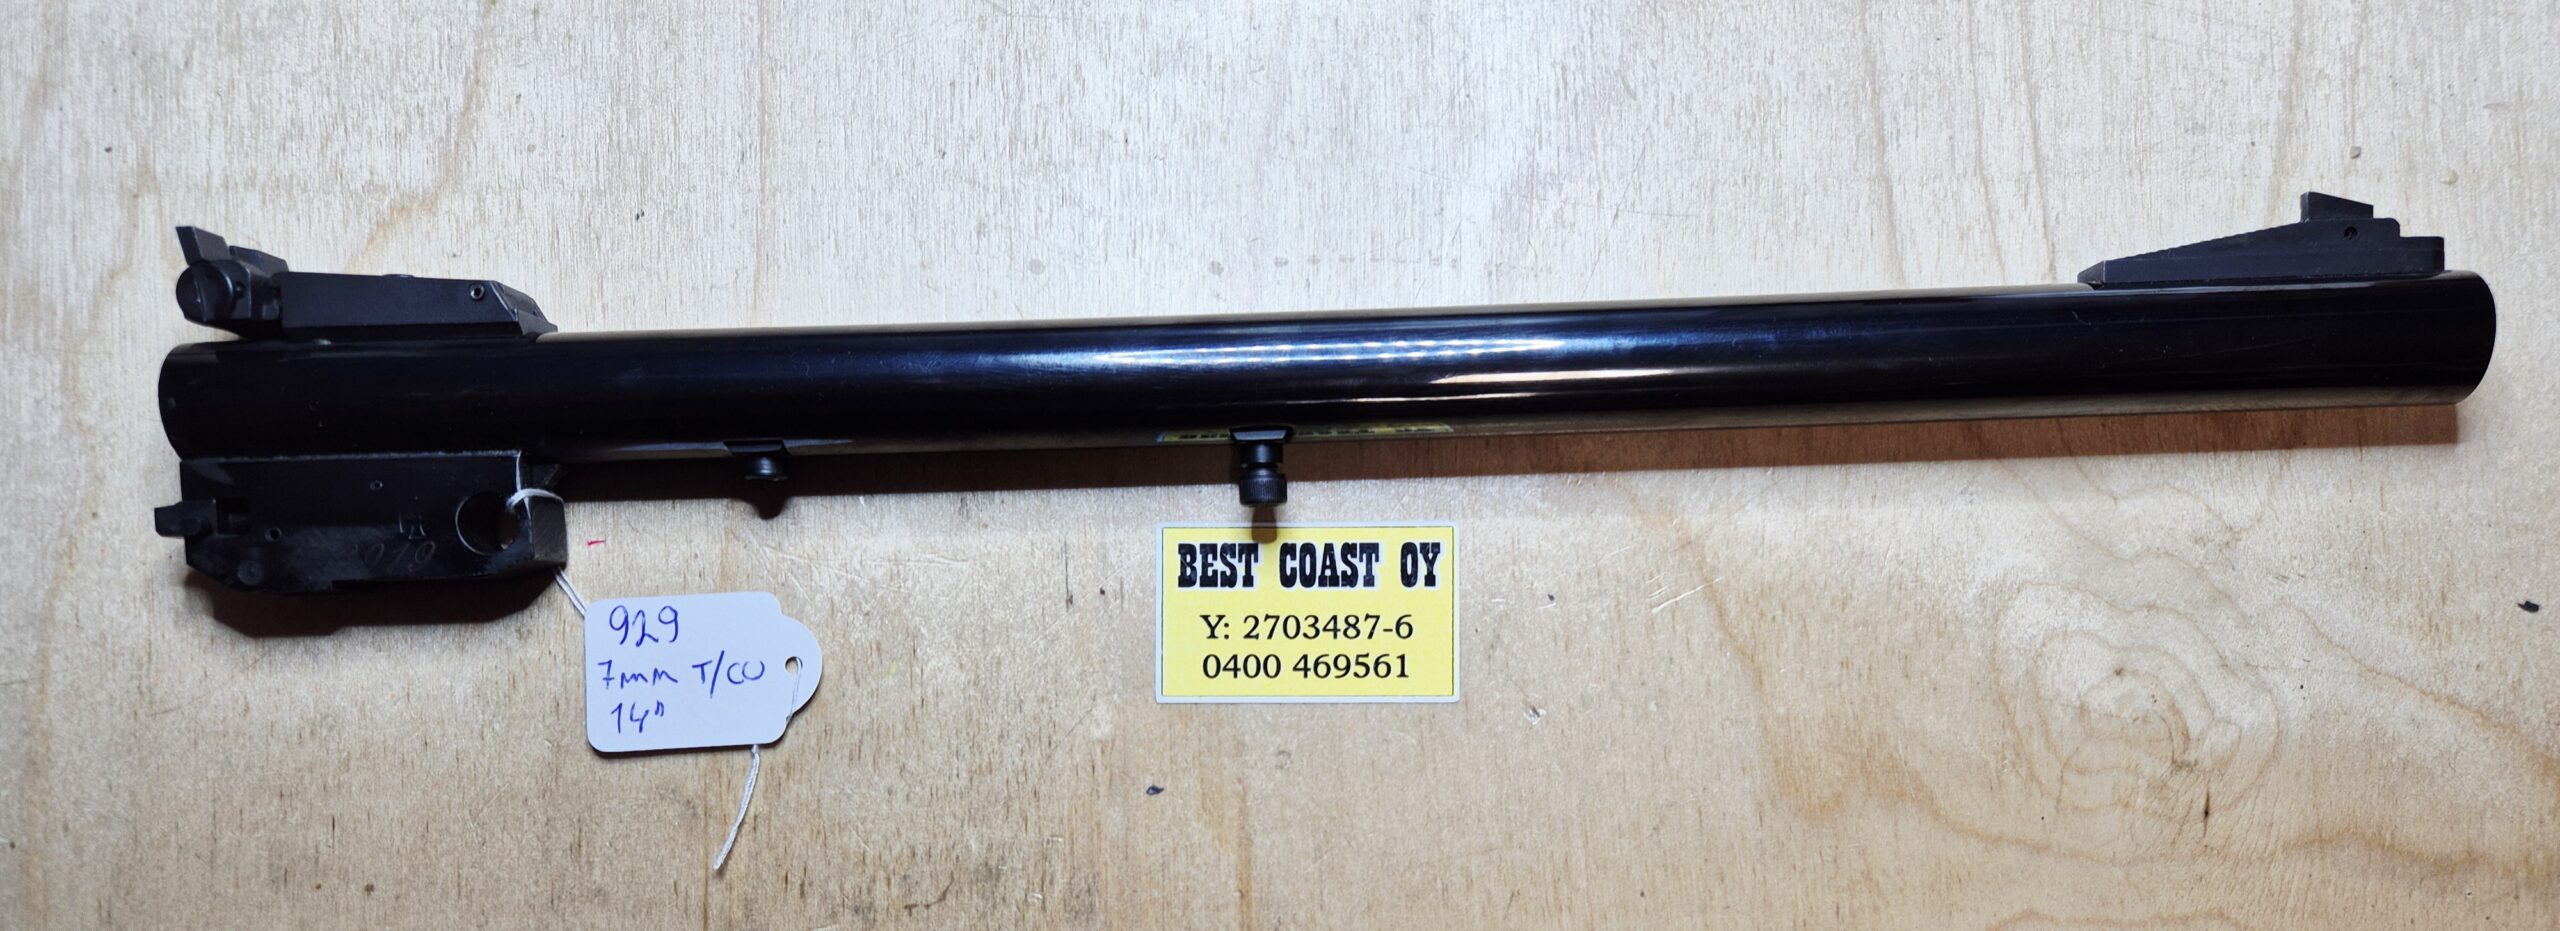 929
7mm T/CU
14"
BEST COAST OY
Y: 2703487-6
0400 469561